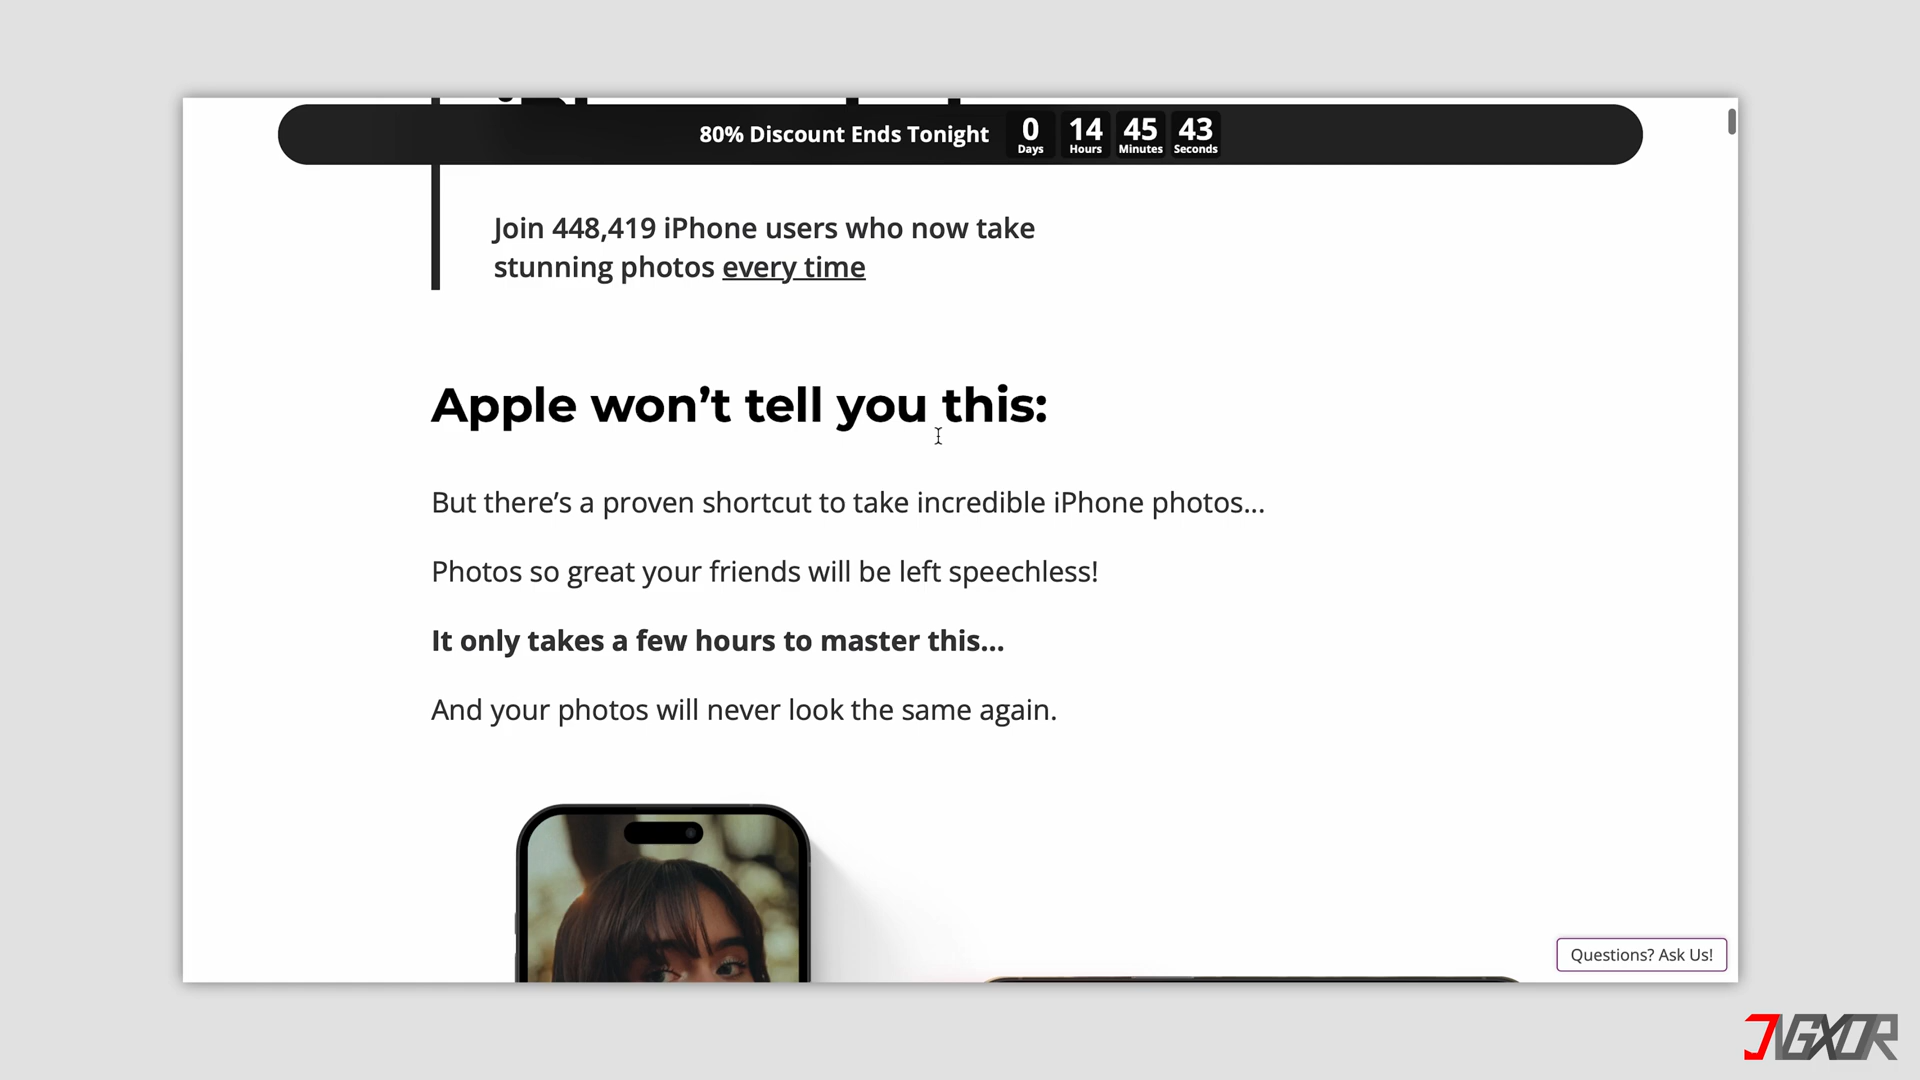 80% Discount Ends Tonight
0 14 45 43
Days Hours Minutes Seconds
Join 448,419 iPhone users who now take
stunning photos every time
Apple won’t tell you this:
But there’s a proven shortcut to take incredible iPhone photos...
Photos so great your friends will be left speechless!
It only takes a few hours to master this...
And your photos will never look the same again.
Questions? Ask Us!